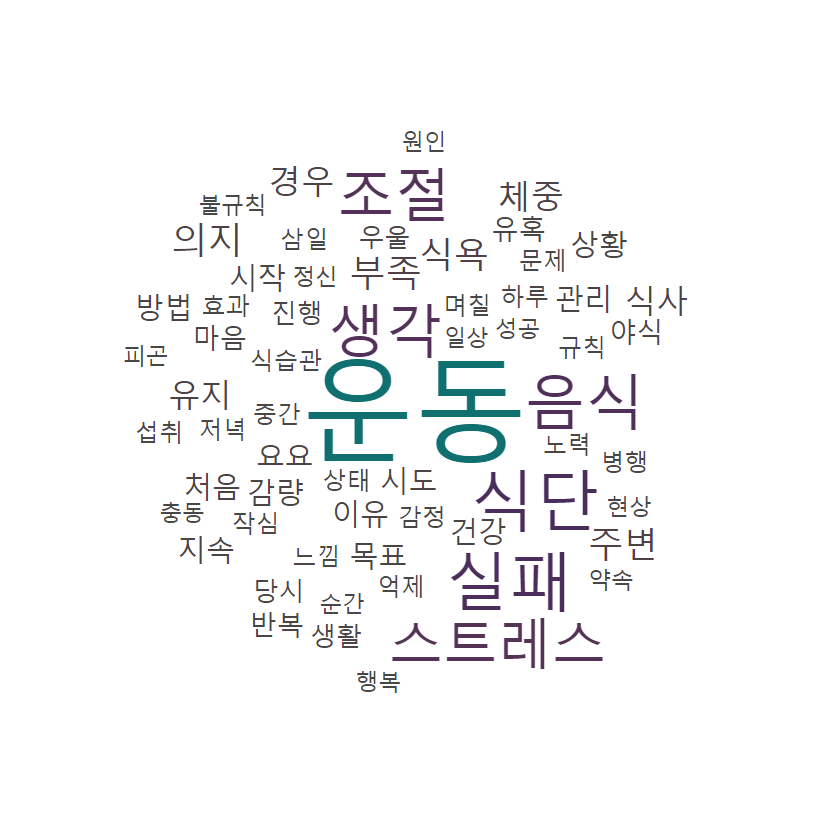 원인
경우
조절
체중
불규칙
의지
삼일
우울
식욕
유혹
상황
문제
시작
정신
부족
방법
효과
진행
생각
며칠
하루
관리
식사
마음
일상
성공
야식
규칙
피곤
식습관
유지
중간
운동
음식
섭취
저녁
노력
요요
병행
처음
감량
상태
시도
식단
충동
작심
이유
감정
건강
현상
지속
느낌
목표
주변
당시
순간
억제
실패
약속
반복
생활
스트레스
행복